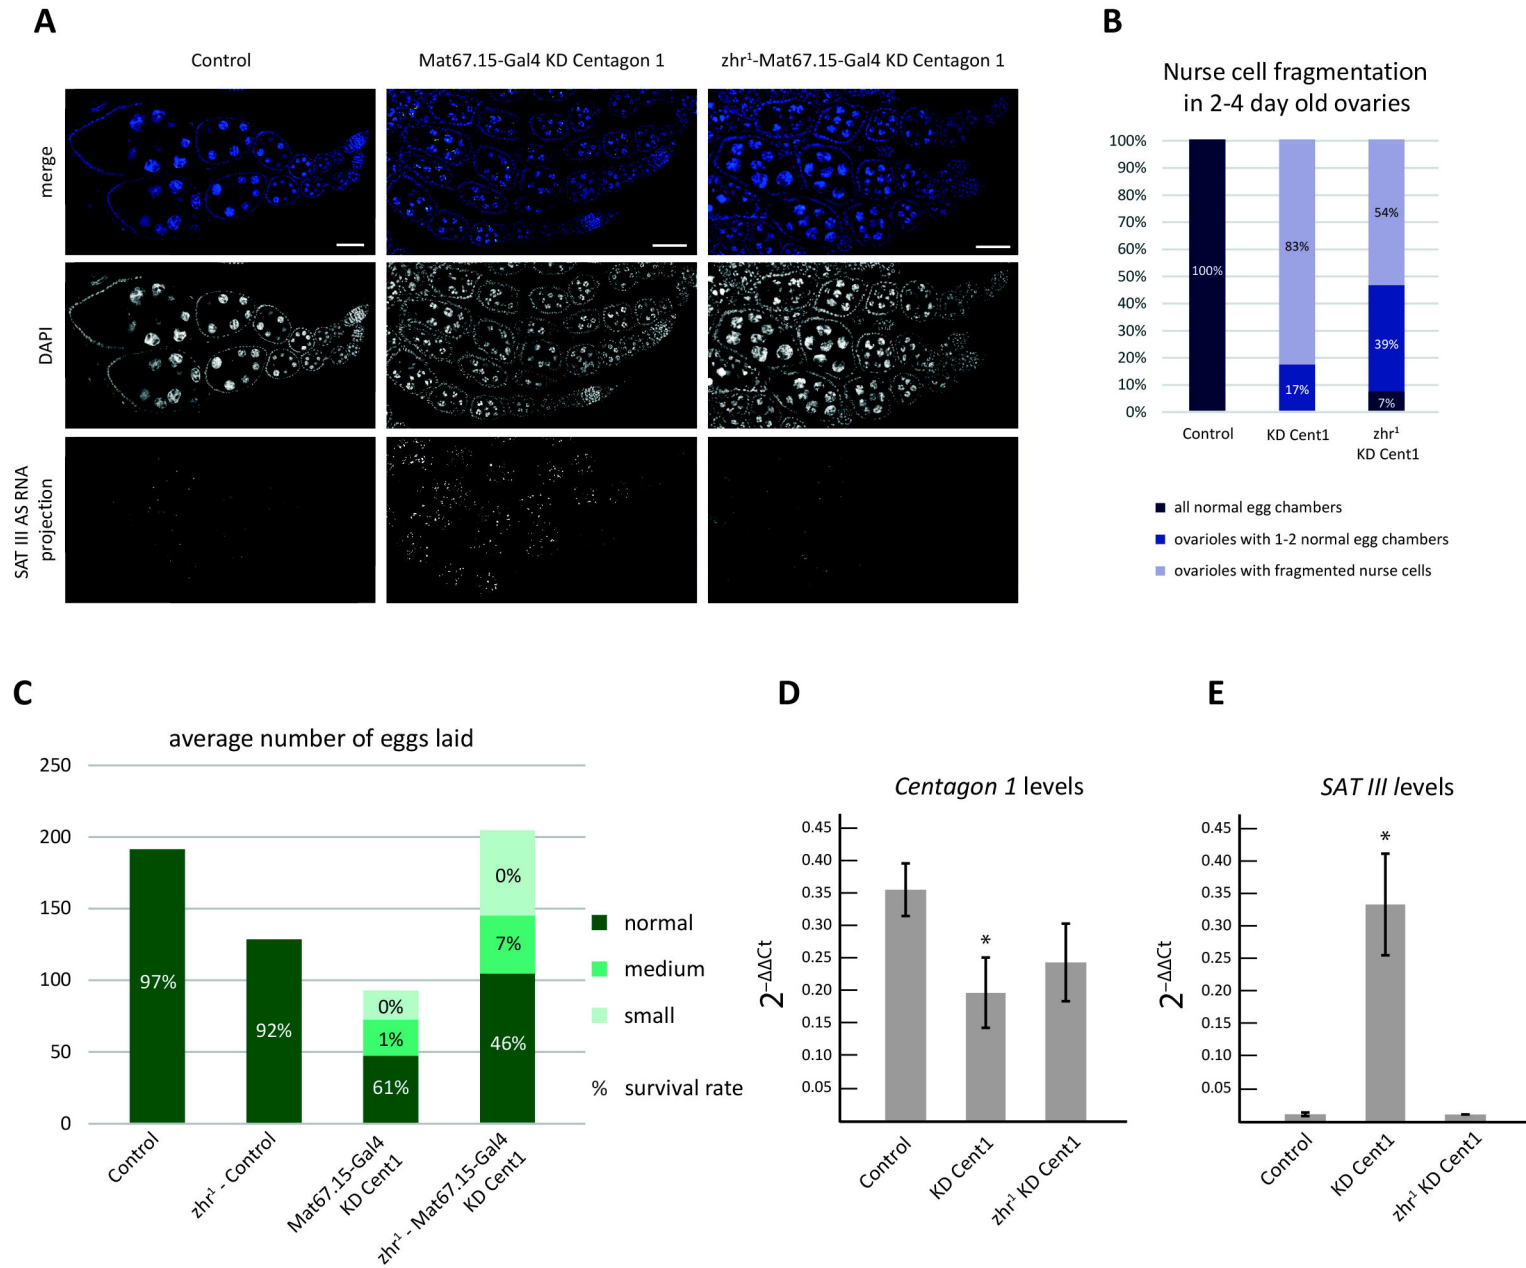 A
Control
Mat67.15-Gal4 KD Centagon 1
zhr¹-Mat67.15-Gal4 KD Centagon 1
merge
DAPI
SAT III AS RNA
projection
B
Nurse cell fragmentation
in 2-4 day old ovaries
100%
90%
80%
70%
60%
50%
40%
30%
20%
10%
0%
100%
83%
17%
54%
39%
7%
Control
KD Cent1
zhr¹
KD Cent1
all normal egg chambers
ovarioles with 1-2 normal egg chambers
ovarioles with fragmented nurse cells
C
average number of eggs laid
250
200
150
100
50
0
97%
92%
0%
1%
61%
0%
7%
46%
Control
zhr¹ - Control
Mat67.15-Gal4
KD Cent1
zhr¹ - Mat67.15-Gal4
KD Cent1
normal
medium
small
% survival rate
D
Centagon 1 levels
2⁻ΔΔCt
0.45
0.40
0.35
0.30
0.25
0.20
0.15
0.10
0.05
*
Control
KD Cent1
zhr¹ KD Cent1
E
SAT III levels
2⁻ΔΔCt
0.45
0.40
0.35
0.30
0.25
0.20
0.15
0.10
0.05
*
Control
KD Cent1
zhr¹ KD Cent1